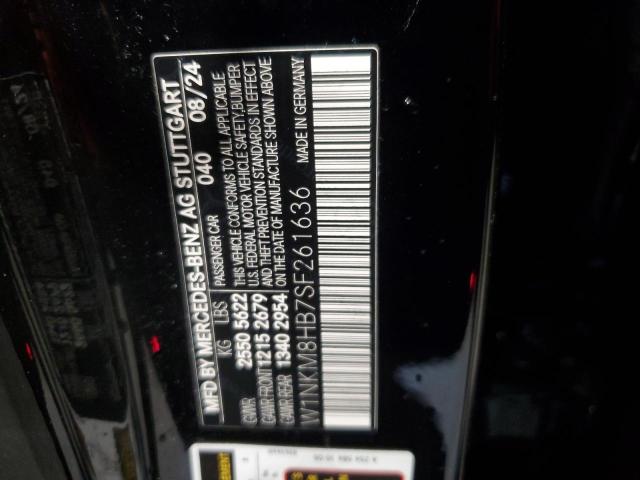 MFD BY MERCEDES-BENZ AG STUTTGART
040 08/24
KG LBS PASSENGER CAR
GWR 2550 5622 THIS VEHICLE CONFORMS TO ALL APPLICABLE
U.S. FEDERAL MOTOR VEHICLE SAFETY,BUMPER
GAWR FRONT 1215 2679 AND THEFT PREVENTION STANDARDS IN EFFECT
GAWR REAR 1340 2954 ON THE DATE OF MANUFACTURE SHOWN ABOVE
W1NKM8HB7SF261636 MADE IN GERMANY